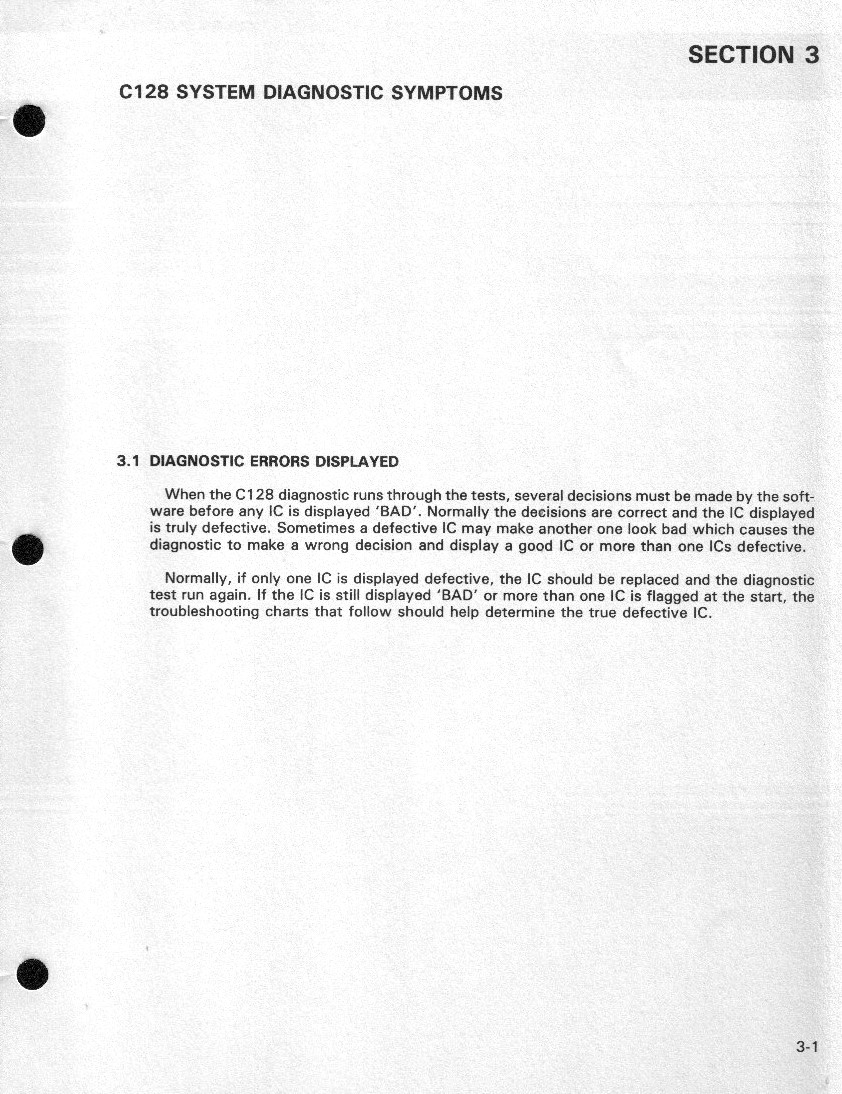 SECTION 3
C128 SYSTEM DIAGNOSTIC SYMPTOMS
3.1 DIAGNOSTIC ERRORS DISPLAYED
When the C128 diagnostic runs through the tests, several decisions must be made by the soft-
ware before any IC is displayed 'BAD'. Normally the decisions are correct and the IC displayed
is truly defective. Sometimes a defective IC may make another one look bad which causes the
diagnostic to make a wrong decision and display a good IC or more than one ICs defective.
Normally, if only one IC is displayed defective, the IC should be replaced and the diagnostic
test run again. If the IC is still displayed 'BAD' or more than one IC is flagged at the start, the
troubleshooting charts that follow should help determine the true defective IC.
3-1